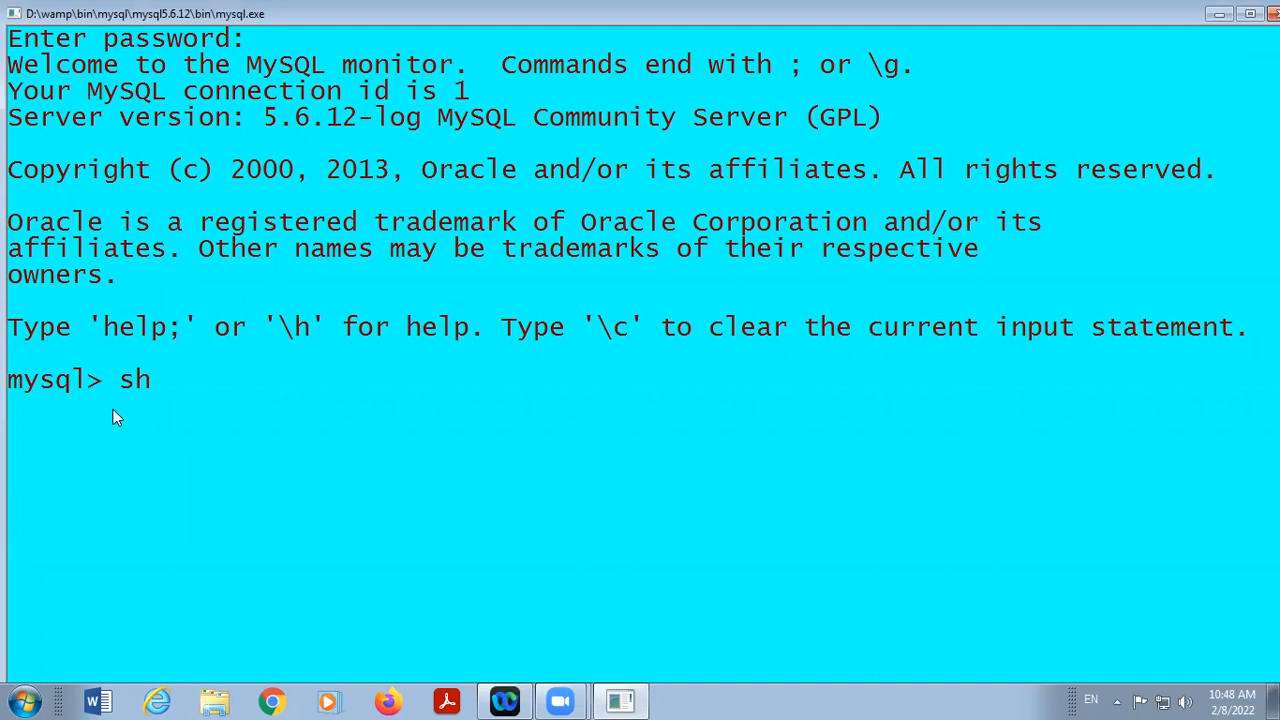 D:\wamp\bin\mysql\mysql5.6.12\bin\mysql.exe
Enter password:
Welcome to the MySQL monitor.  Commands end with ; or \g.
Your MySQL connection id is 1
Server version: 5.6.12-log MySQL Community Server (GPL)
Copyright (c) 2000, 2013, Oracle and/or its affiliates. All rights reserved.
Oracle is a registered trademark of Oracle Corporation and/or its
affiliates. Other names may be trademarks of their respective
owners.
Type 'help;' or '\h' for help. Type '\c' to clear the current input statement.
mysql> sh
EN
10:48 AM
2/8/2022